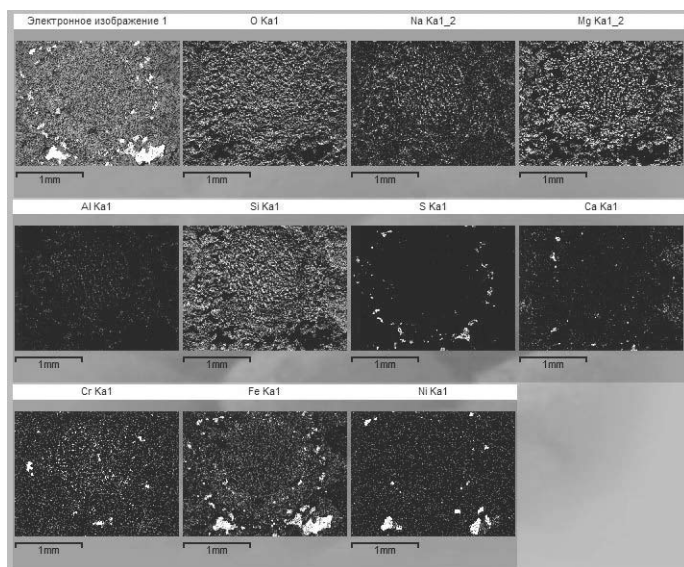 Электронное изображение 1
O Ka1
Na Ka1_2
Mg Ka1_2
1mm
1mm
1mm
1mm
Al Ka1
Si Ka1
S Ka1
Ca Ka1
1mm
1mm
1mm
1mm
Cr Ka1
Fe Ka1
Ni Ka1
1mm
1mm
1mm